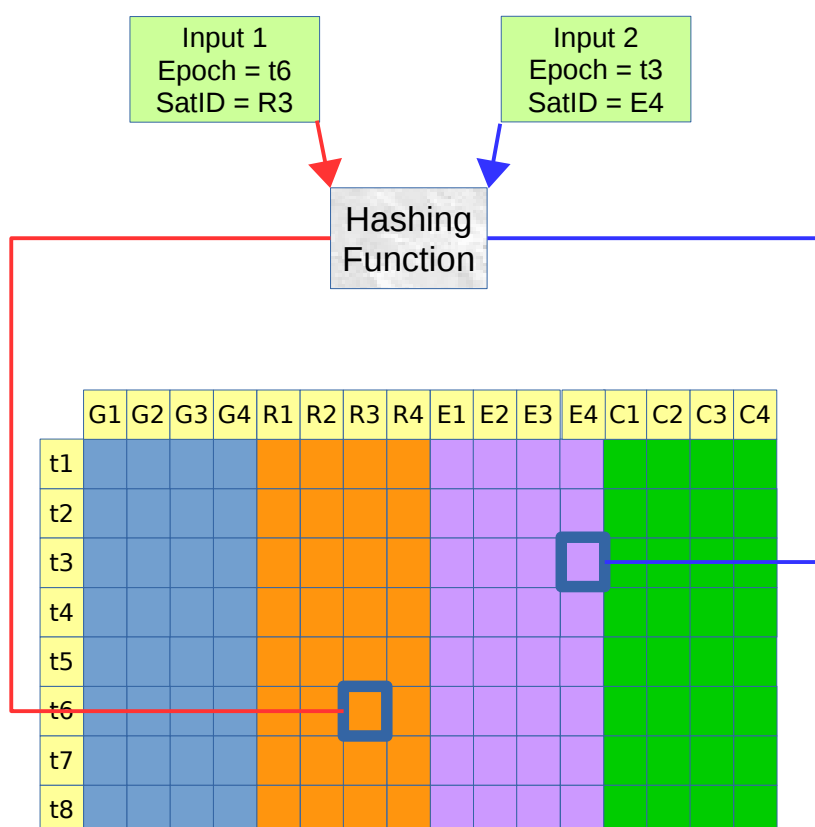 Input 1
Epoch = t6
SatID = R3
Input 2
Epoch = t3
SatID = E4
Hashing
Function
G1 G2 G3 G4 R1 R2 R3 R4 E1 E2 E3 E4 C1 C2 C3 C4
t1
t2
t3
t4
t5
t6
t7
t8